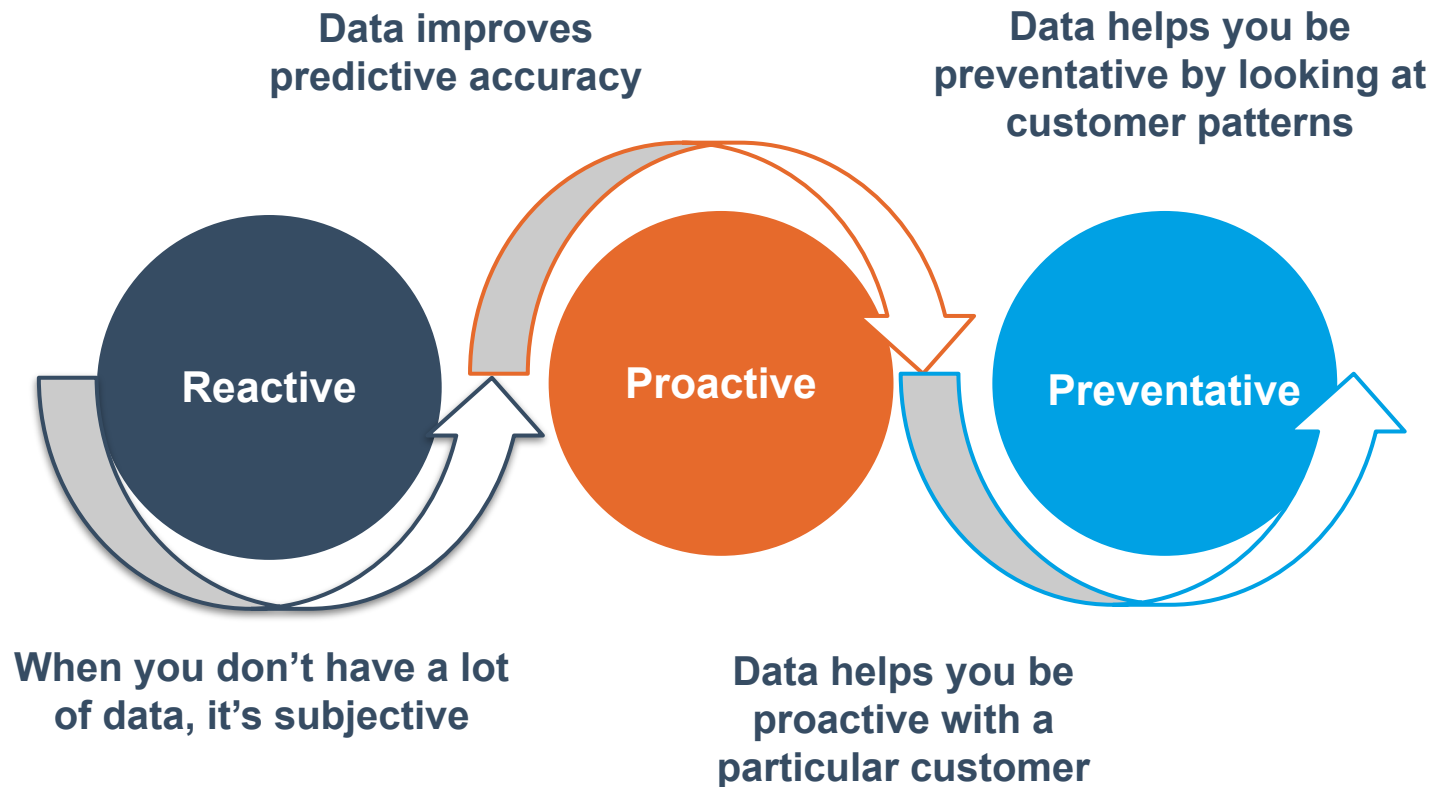 Data improves
predictive accuracy
Data helps you be
preventative by looking at
customer patterns
Reactive
Proactive
Preventative
When you don’t have a lot
of data, it’s subjective
Data helps you be
proactive with a
particular customer